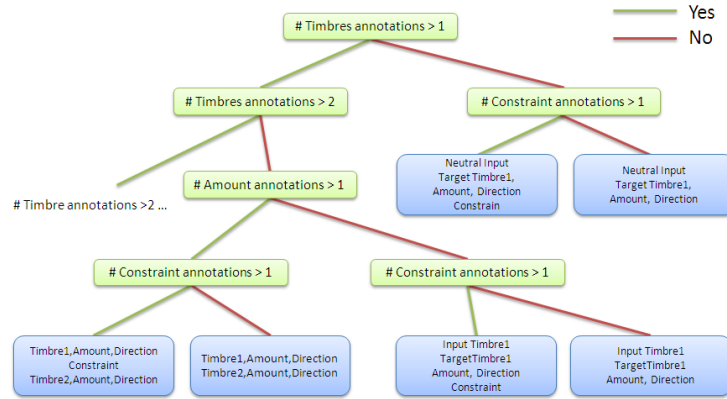 Yes
No
# Timbres annotations > 1
# Timbres annotations > 2
# Constraint annotations > 1
# Timbre annotations >2 ...
# Amount annotations > 1
Neutral Input
Target Timbre1,
Amount, Direction
Constrain
Neutral Input
Target Timbre1,
Amount, Direction
# Constraint annotations > 1
# Constraint annotations > 1
Timbre1,Amount,Direction
Constraint
Timbre2,Amount,Direction
Timbre1,Amount,Direction
Timbre2,Amount,Direction
Input Timbre1
TargetTimbre1
Amount, Direction
Constraint
Input Timbre1
TargetTimbre1
Amount, Direction